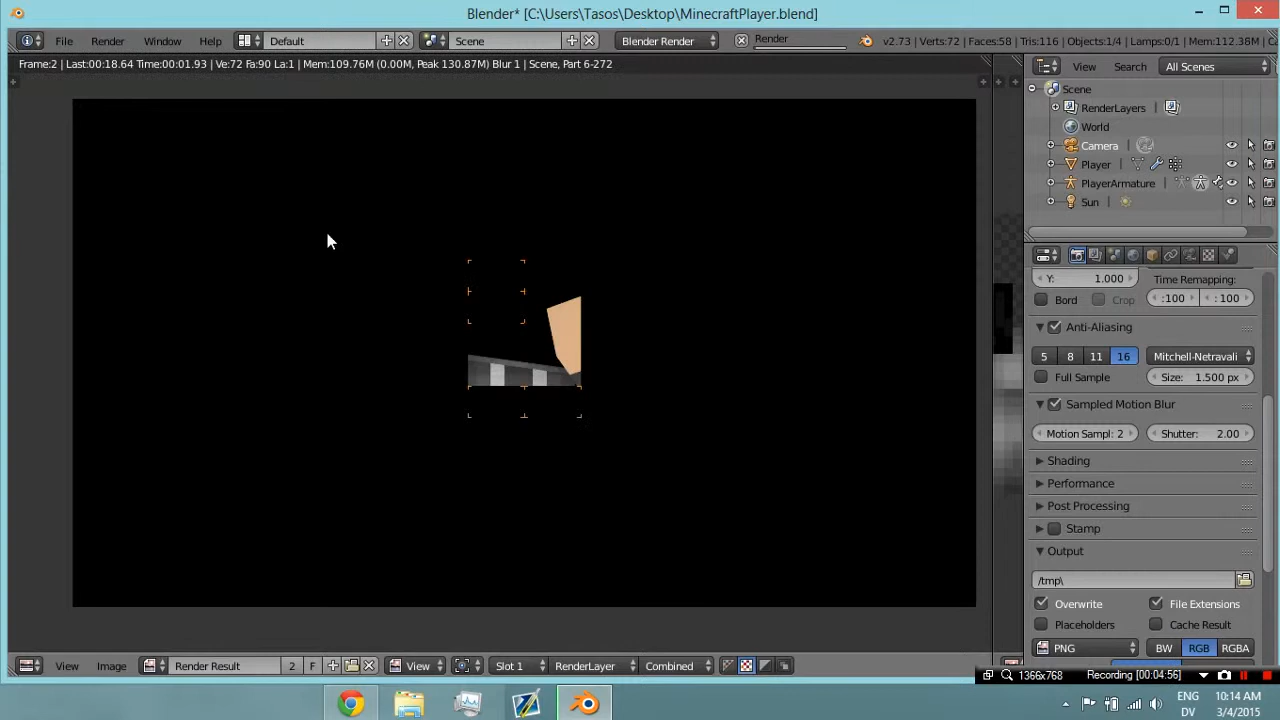 Blender* [C:\Users\Tasos\Desktop\MinecraftPlayer.blend]
File Render Window Help Default Scene Blender Render Render v2.73 | Verts:72 | Faces:58 | Tris:116 | Objects:1/4 | Lamps:0/1 | Mem:112.38M |
Frame:2 | Last:00:18.64 Time:00:01.93 | Ve:72 Fa:90 La:1 | Mem:109.76M (0.00M, Peak 130.87M) Blur 1 | Scene, Part 6-272
View Search All Scenes
Scene
RenderLayers
World
Camera
Player
PlayerArmature
Sun
Y: 1.000 Time Remapping:
Bord Crop :100 :100
Anti-Aliasing
5 8 11 16 Mitchell-Netravali
Full Sample Size: 1.500 px
Sampled Motion Blur
Motion Sampl: 2 Shutter: 2.00
Shading
Performance
Post Processing
Stamp
Output
/tmp\
Overwrite File Extensions
Placeholders Cache Result
PNG BW RGB RGBA
View Image Render Result 2 F View Slot 1 RenderLayer Combined
1366x768 Recording [00:04:56]
ENG 10:14 AM
DV 3/4/2015